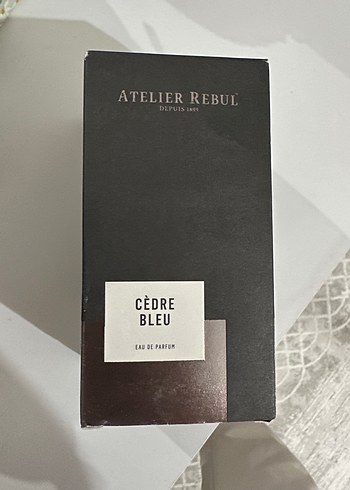 ATELIER REBUL
DEPUIS 1895
CÈDRE
BLEU
EAU DE PARFUM